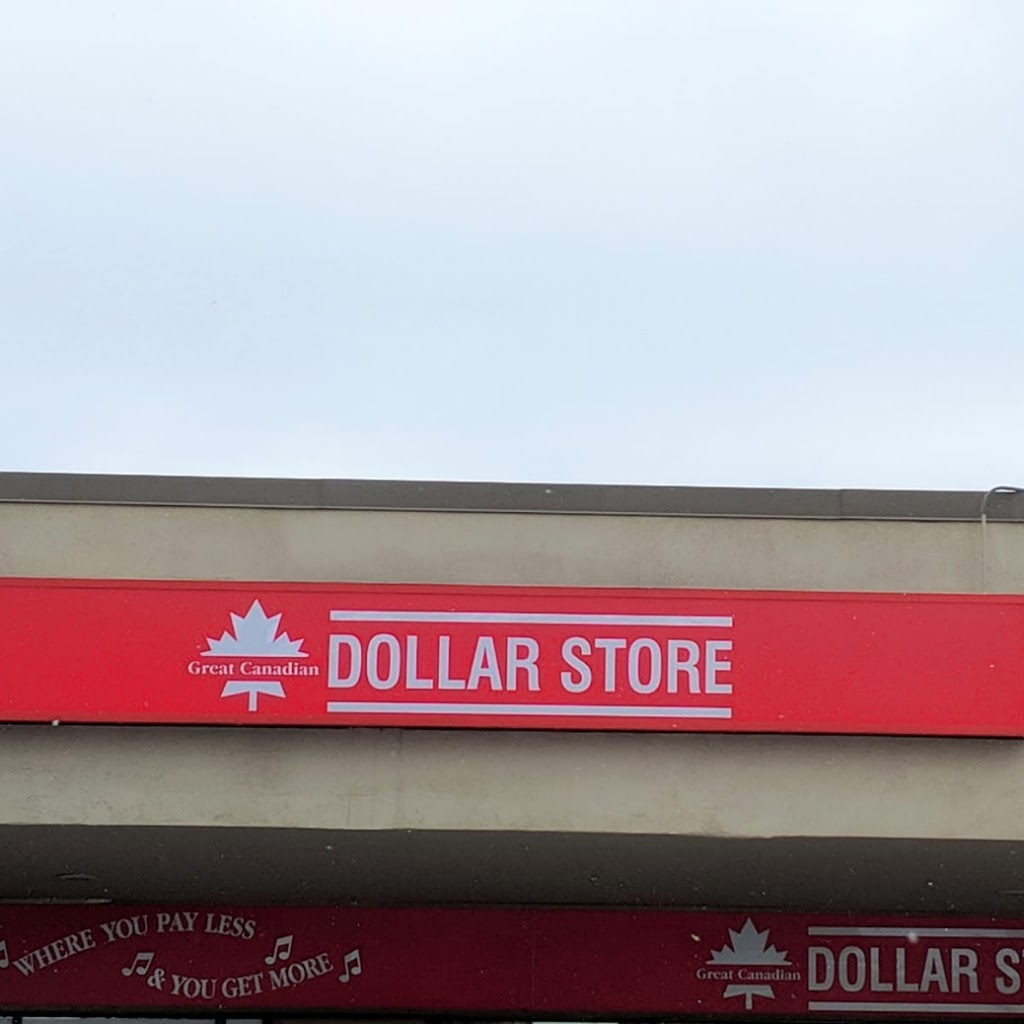 Great Canadian
DOLLAR STORE
WHERE YOU PAY LESS
& YOU GET MORE
Great Canadian
DOLLAR S